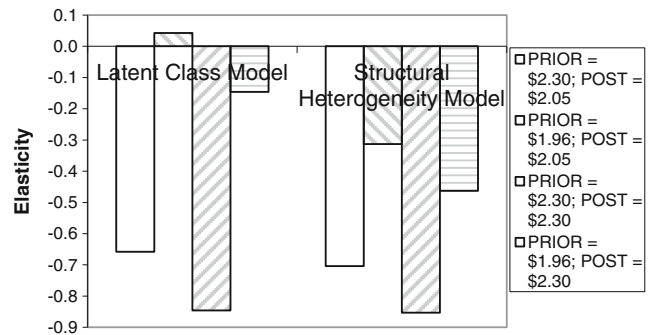 0.1
0.0
-0.1
-0.2
-0.3
-0.4
-0.5
-0.6
-0.7
-0.8
-0.9
Elasticity
Latent Class Model
Structural
Heterogeneity Model
PRIOR =
$2.30; POST =
$2.05
PRIOR =
$1.96; POST =
$2.05
PRIOR =
$2.30; POST =
$2.30
PRIOR =
$1.96; POST =
$2.30